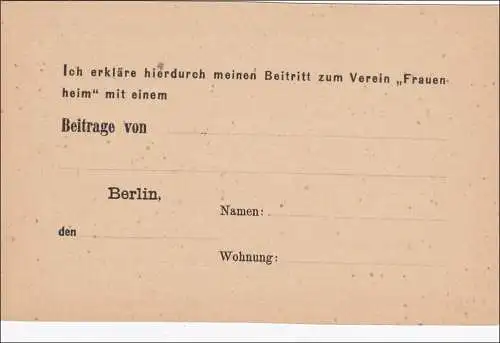 Ich erkläre hierdurch meinen Beitritt zum Verein „Frauen-
heim“ mit einem
Beitrage von
Berlin,
Namen:
den
Wohnung: